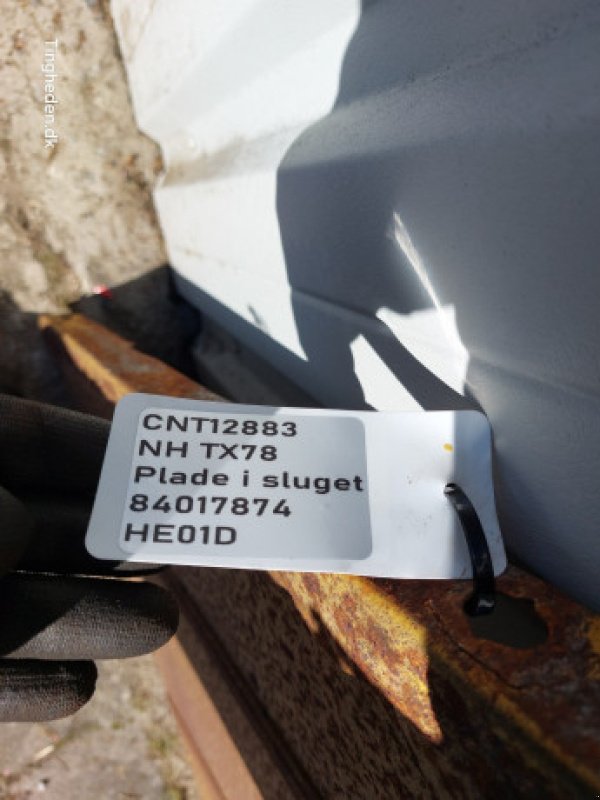 Tingheden.dk
CNT12883
NH TX78
Plade i sluget
84017874
HE01D